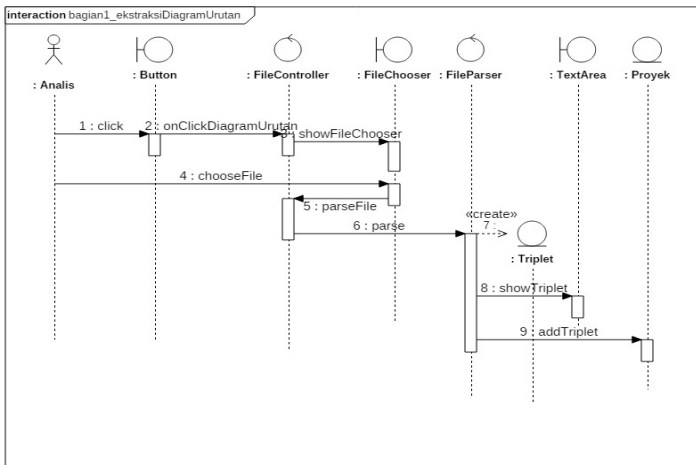 interaction bagian1_ekstraksiDiagramUrutan
: Analis
: Button
: FileController
: FileChooser
: FileParser
: TextArea
: Proyek
1 : click
2 : onClickDiagramUrutan
3 : showFileChooser
4 : chooseFile
5 : parseFile
6 : parse
«create»
7 :
: Triplet
8 : showTriplet
9 : addTriplet